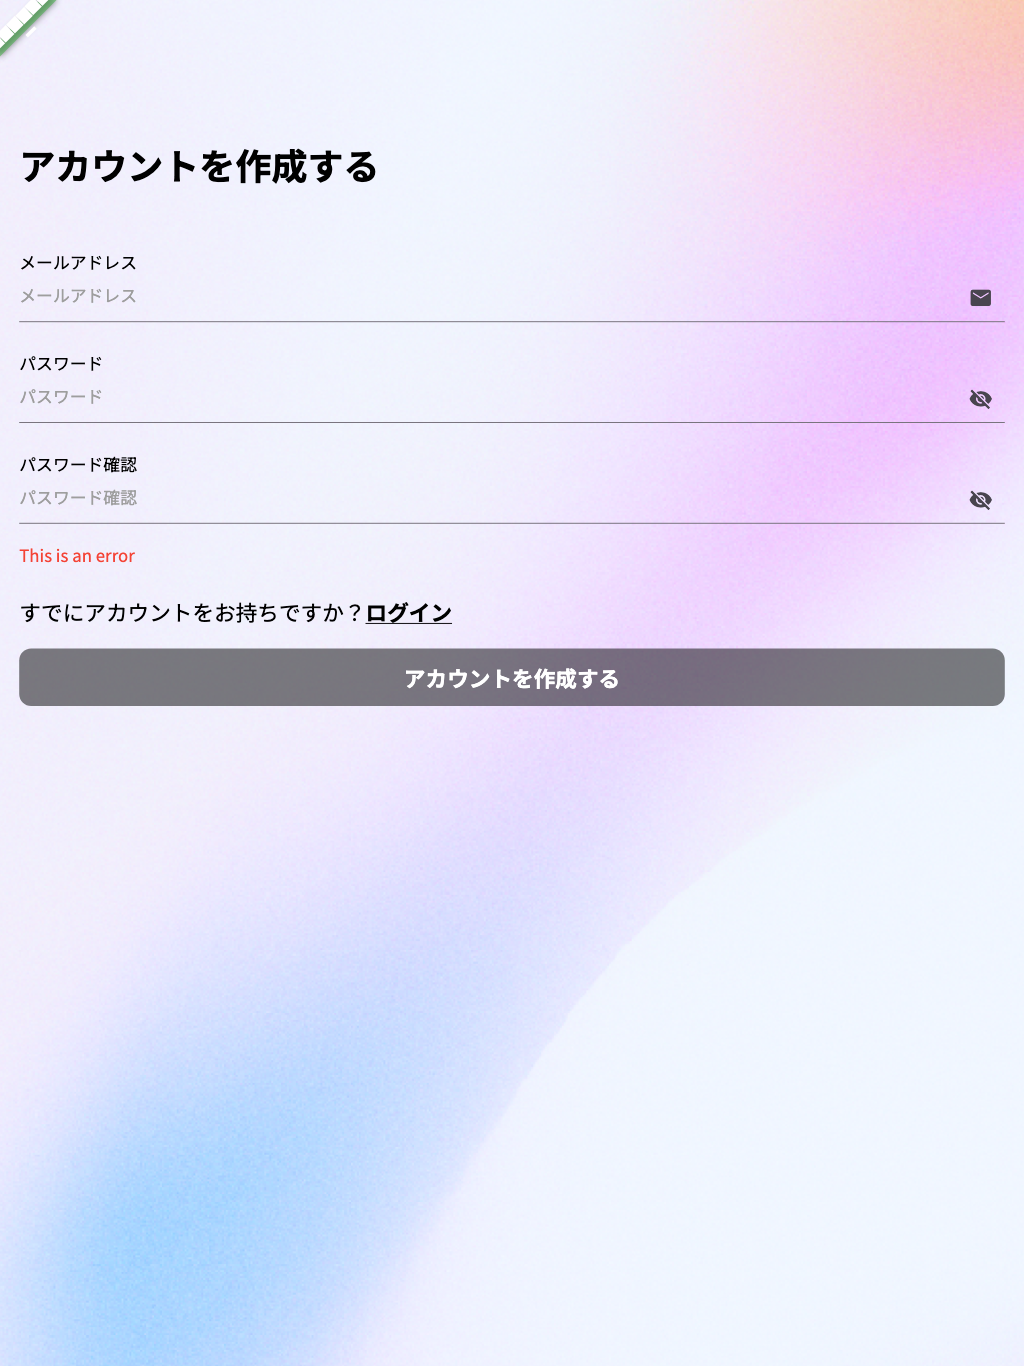 アカウントを作成する
メールアドレス
メールアドレス
パスワード
パスワード
パスワード確認
パスワード確認
This is an error
すでにアカウントをお持ちですか？ログイン
アカウントを作成する